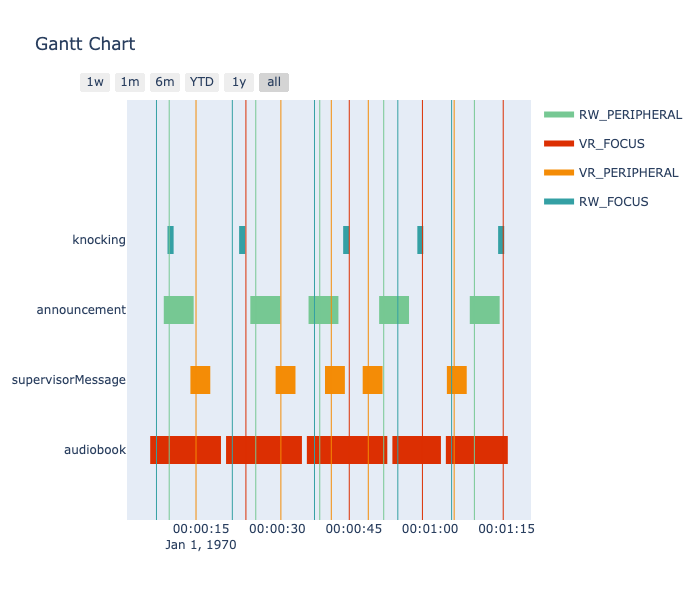 Gantt Chart
1w 1m 6m YTD 1y all
RW_PERIPHERAL
VR_FOCUS
VR_PERIPHERAL
RW_FOCUS
knocking
announcement
supervisorMessage
audiobook
00:00:15 00:00:30 00:00:45 00:01:00 00:01:15
Jan 1, 1970